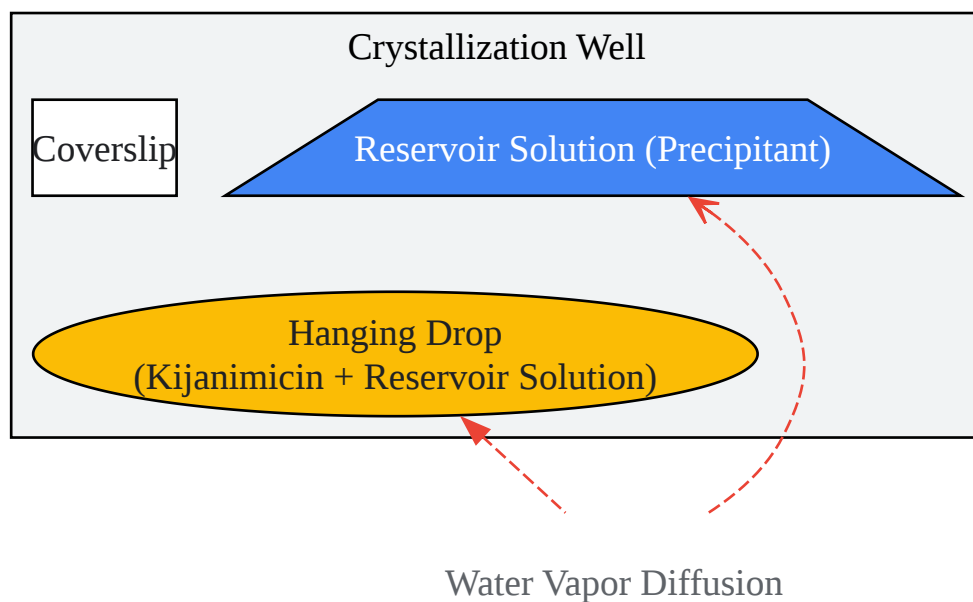 Crystallization Well
Coverslip
Reservoir Solution (Precipitant)
Hanging Drop
(Kijanimicin + Reservoir Solution)
Water Vapor Diffusion